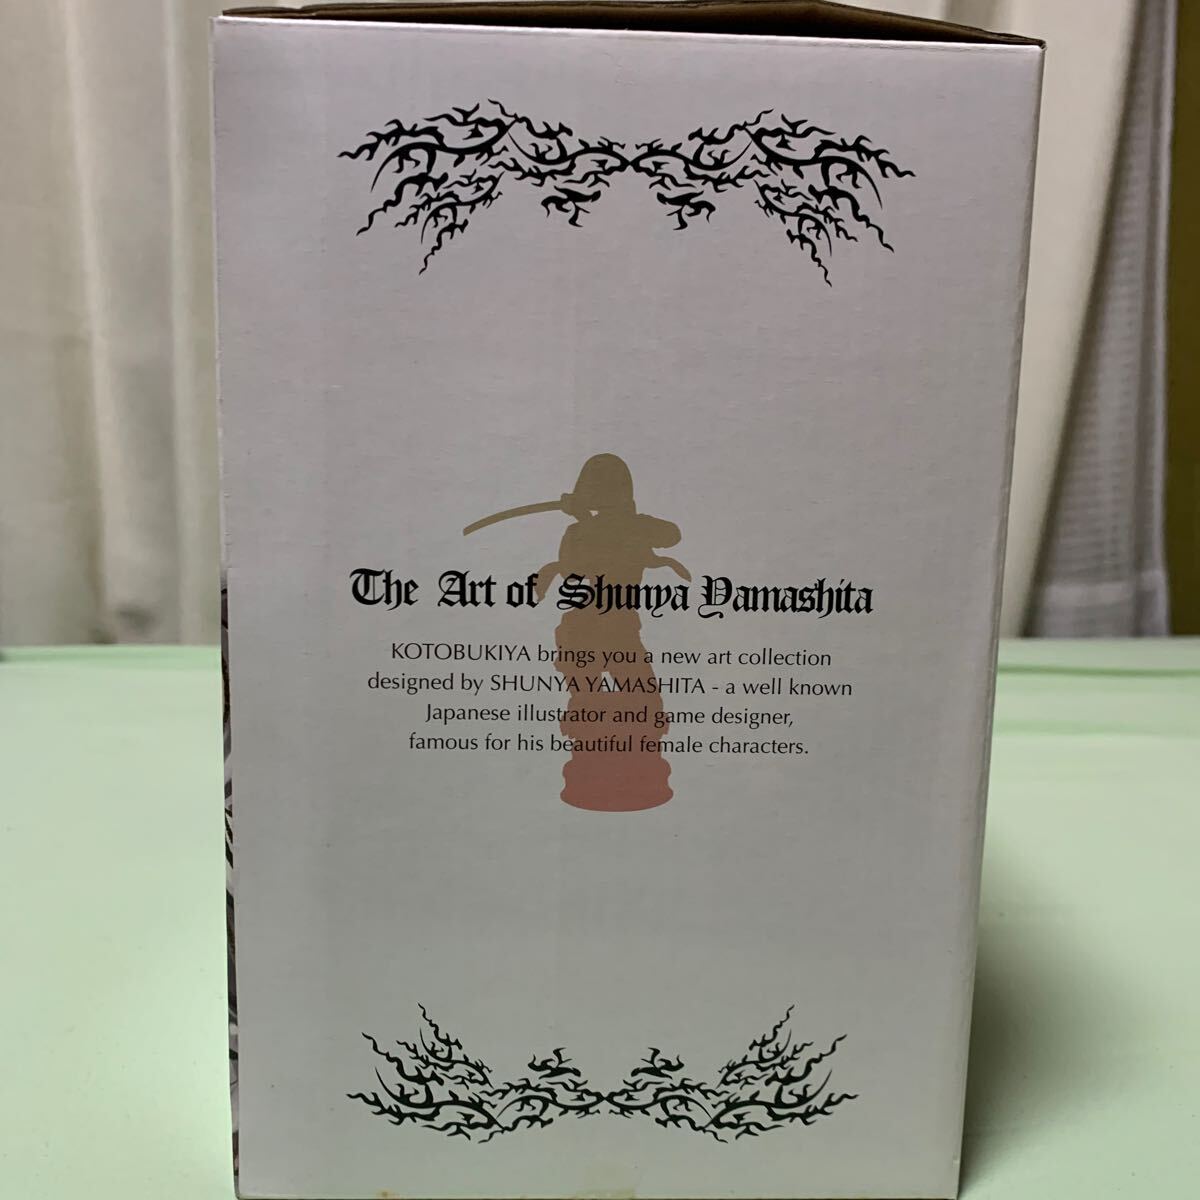 The Art of Shunya Yamashita
KOTOBUKIYA brings you a new art collection
designed by SHUNYA YAMASHITA - a well known
Japanese illustrator and game designer,
famous for his beautiful female characters.